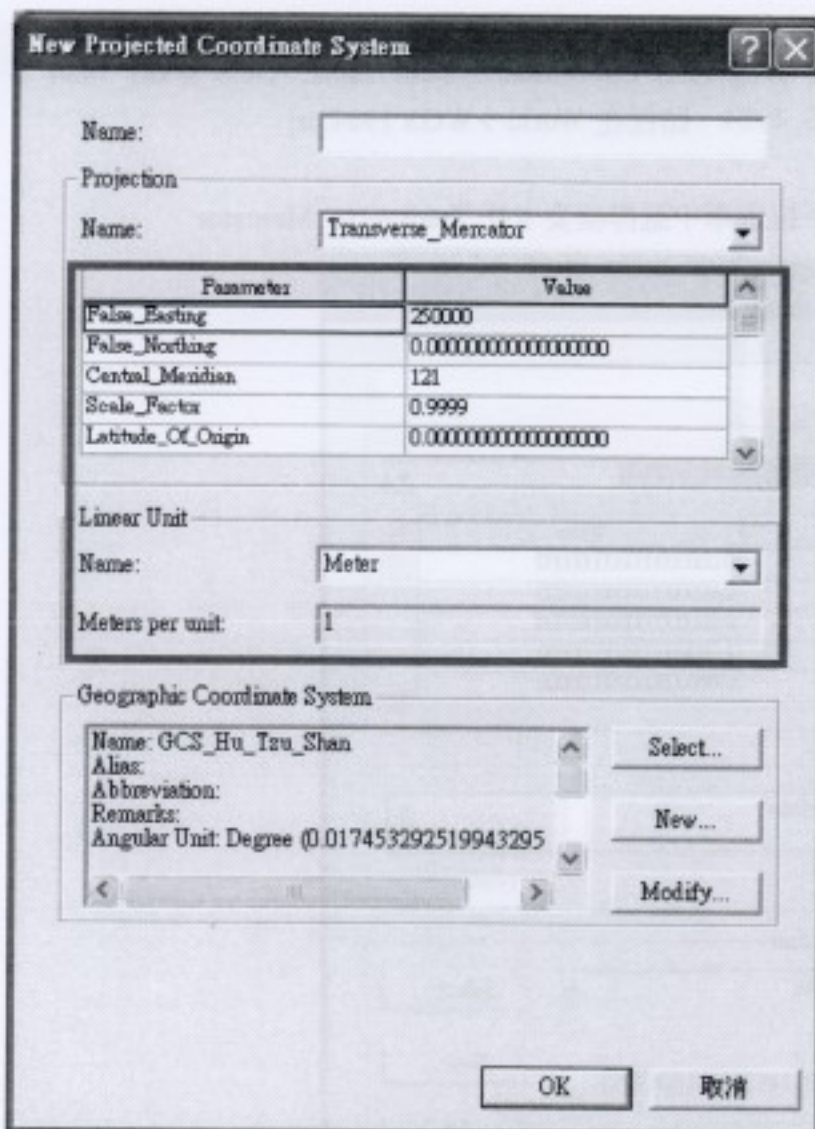 New Projected Coordinate System
Name:
Projection
Name: Transverse_Mercator
Parameter Value
False_Easting 250000
False_Northing 0.000000000000000000
Central_Meridian 121
Scale_Factor 0.9999
Latitude_Of_Origin 0.000000000000000000
Linear Unit
Name: Meter
Meters per unit: 1
Geographic Coordinate System
Name: GCS_Hu_Tzu_Shan
Alias:
Abbreviation:
Remarks:
Angular Unit: Degree (0.017453292519943295
Select...
New...
Modify...
OK 取消